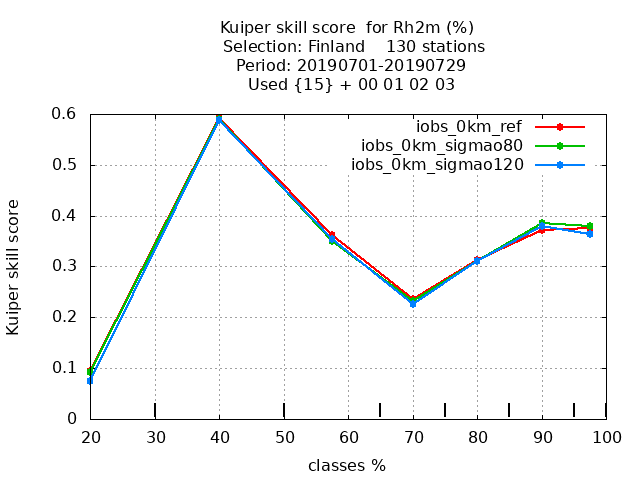 Kuiper skill score  for Rh2m (%)
Selection: Finland    130 stations
Period: 20190701-20190729
Used {15} + 00 01 02 03
iobs_0km_ref
iobs_0km_sigmao80
iobs_0km_sigmao120
Kuiper skill score
0.6
0.5
0.4
0.3
0.2
0.1
0
20 30 40 50 60 70 80 90 100
classes %